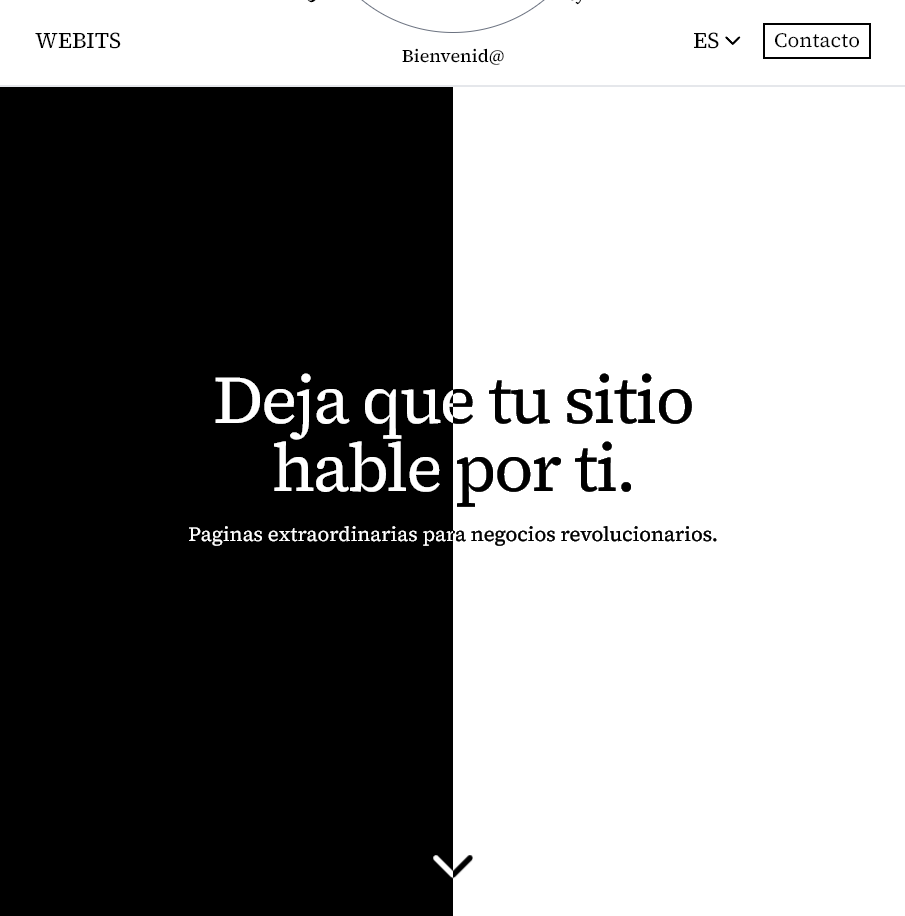 WEBITS
Bienvenid@
ES
Contacto
Deja que tu sitio
hable por ti.
Paginas extraordinarias para negocios revolucionarios.